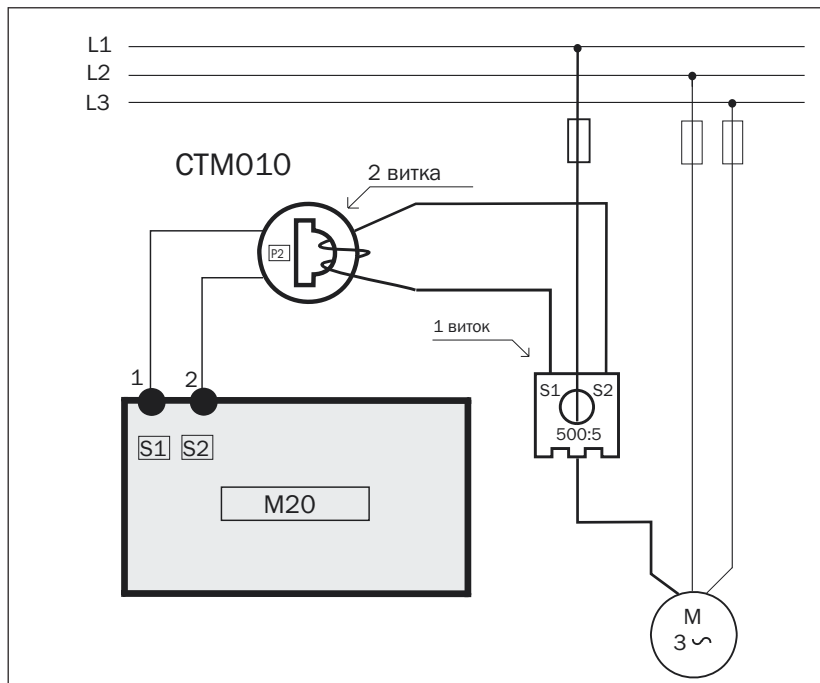 L1
L2
L3
CTM010
2 витка
P2
1 виток
1 2
S1 S2
500:5
S1 S2
M20
M
3 ~